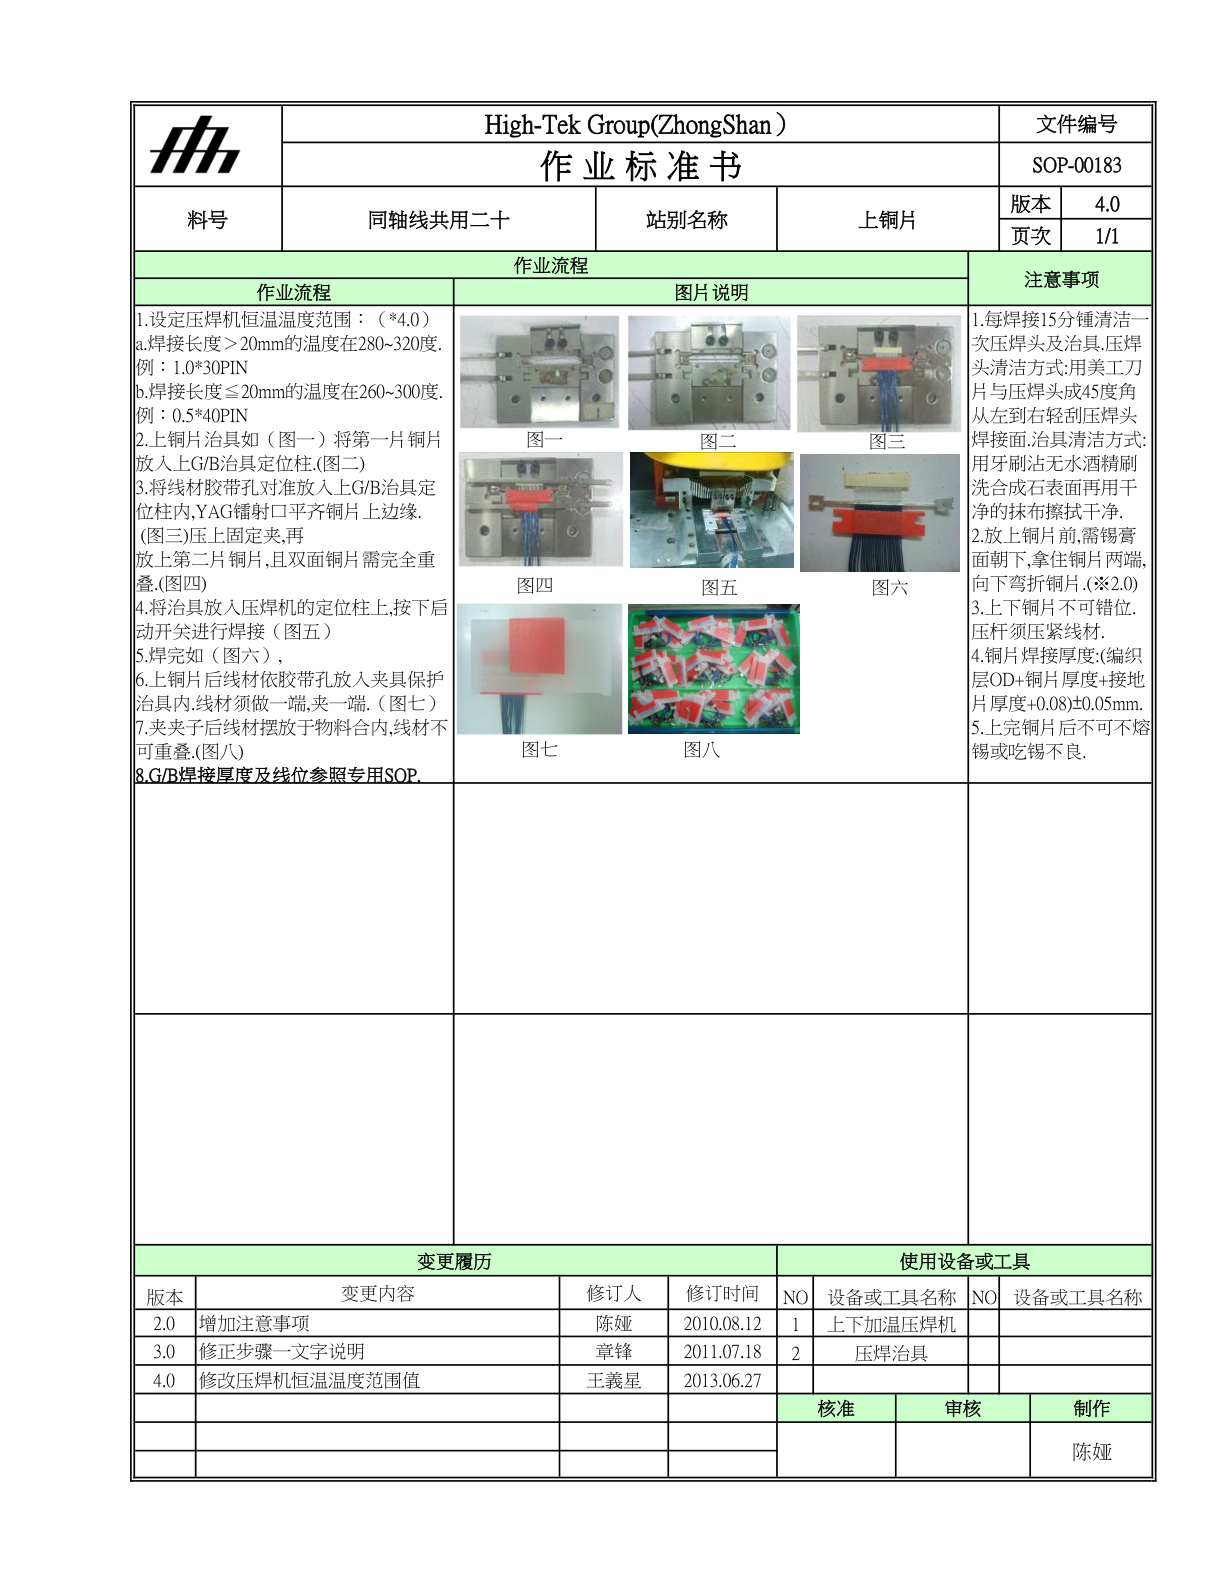 High-Tek Group(ZhongShan）
文件编号
作 业 标 准 书
SOP-00183
料号
同轴线共用二十
站别名称
上铜片
版本
4.0
页次
1/1
作业流程
注意事项
作业流程
图片说明
1.设定压焊机恒温温度范围：（*4.0）
a.焊接长度＞20mm的温度在280~320度.
例：1.0*30PIN
b.焊接长度≦20mm的温度在260~300度.
例：0.5*40PIN
2.上铜片治具如（图一）将第一片铜片
放入上G/B治具定位柱.(图二)
3.将线材胶带孔对准放入上G/B治具定
位柱内,YAG镭射口平齐铜片上边缘.
(图三)压上固定夹,再
放上第二片铜片,且双面铜片需完全重
叠.(图四)
4.将治具放入压焊机的定位柱上,按下启
动开关进行焊接（图五）
5.焊完如（图六）,
6.上铜片后线材依胶带孔放入夹具保护
治具内.线材须做一端,夹一端.（图七）
7.夹夹子后线材摆放于物料合内,线材不
可重叠.(图八)
8.G/B焊接厚度及线位参照专用SOP.
图一
图二
图三
图四
图五
图六
图七
图八
1.每焊接15分锺清洁一
次压焊头及治具.压焊
头清洁方式:用美工刀
片与压焊头成45度角
从左到右轻刮压焊头
焊接面.治具清洁方式:
用牙刷沾无水酒精刷
洗合成石表面再用干
净的抹布擦拭干净.
2.放上铜片前,需锡膏
面朝下,拿住铜片两端,
向下弯折铜片.(※2.0)
3.上下铜片不可错位.
压杆须压紧线材.
4.铜片焊接厚度:(编织
层OD+铜片厚度+接地
片厚度+0.08)±0.05mm.
5.上完铜片后不可不熔
锡或吃锡不良.
变更履历
使用设备或工具
版本
变更内容
修订人
修订时间
NO
设备或工具名称
NO
设备或工具名称
2.0
增加注意事项
陈娅
2010.08.12
1
上下加温压焊机
3.0
修正步骤一文字说明
章锋
2011.07.18
2
压焊治具
4.0
修改压焊机恒温温度范围值
王義星
2013.06.27
核准
审核
制作
陈娅